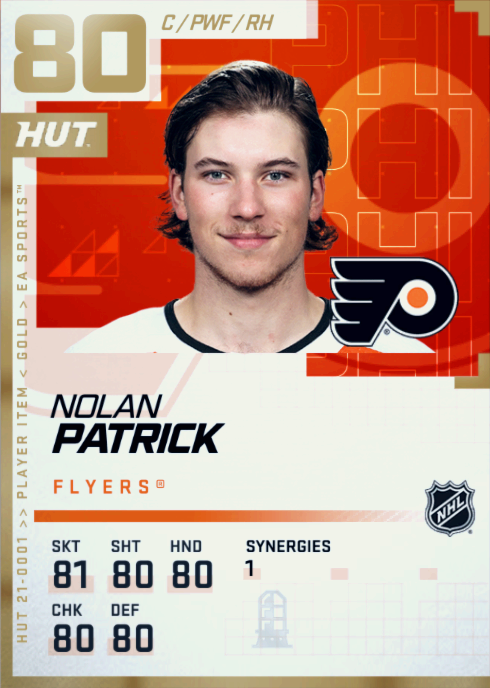 80
C / PWF / RH
HUT
HUT 21-0001 >> PLAYER ITEM < GOLD > EA SPORTS™
PHI
NOLAN
PATRICK
FLYERS®
NHL
SKT SHT HND SYNERGIES
81 80 80 1
CHK DEF
80 80